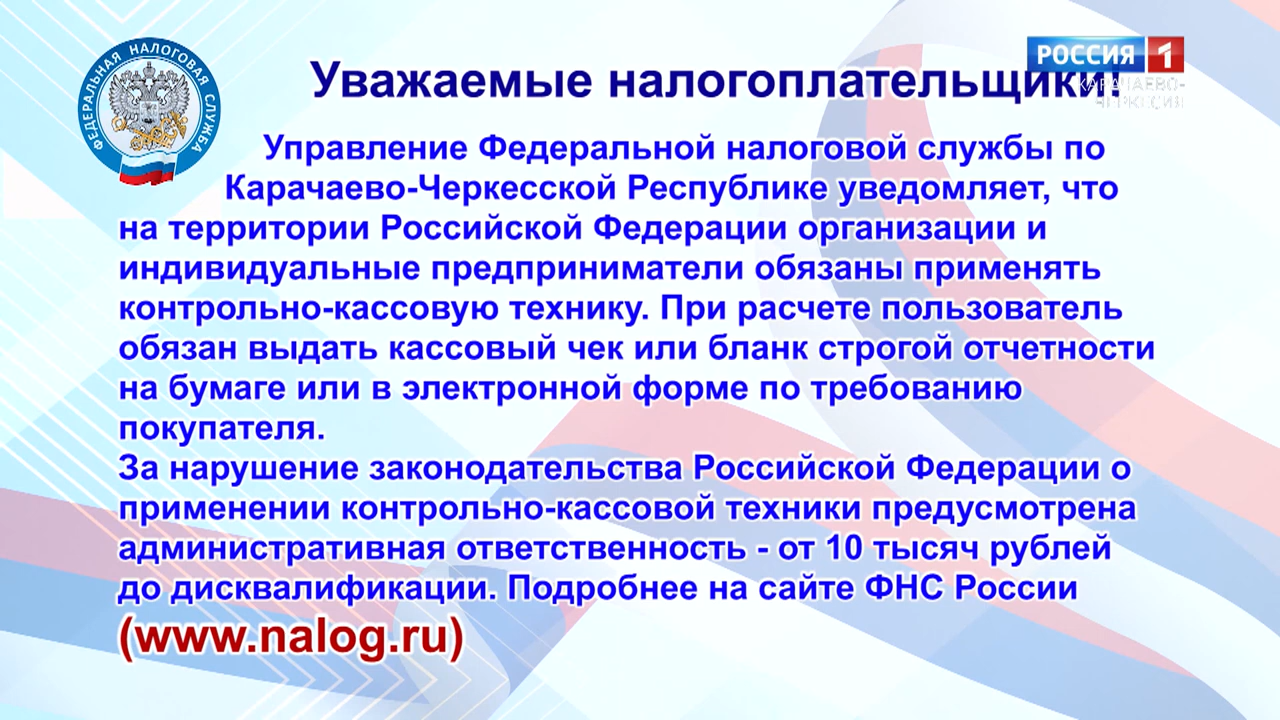 ФЕДЕРАЛЬНАЯ НАЛОГОВАЯ СЛУЖБА
РОССИЯ 1
КАРАЧАЕВО-
ЧЕРКЕСИЯ
Уважаемые налогоплательщики!
Управление Федеральной налоговой службы по
Карачаево-Черкесской Республике уведомляет, что
на территории Российской Федерации организации и
индивидуальные предприниматели обязаны применять
контрольно-кассовую технику. При расчете пользователь
обязан выдать кассовый чек или бланк строгой отчетности
на бумаге или в электронной форме по требованию
покупателя.
За нарушение законодательства Российской Федерации о
применении контрольно-кассовой техники предусмотрена
административная ответственность - от 10 тысяч рублей
до дисквалификации. Подробнее на сайте ФНС России
(www.nalog.ru)